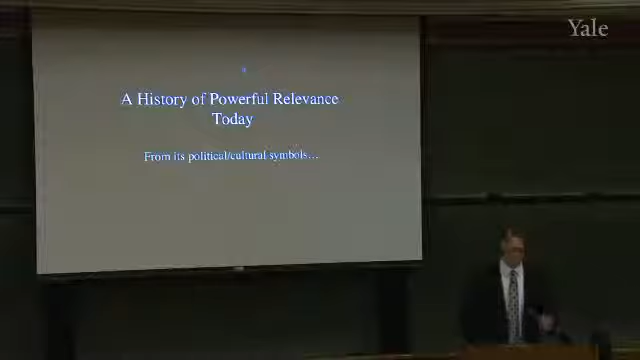 Yale
A History of Powerful Relevance
Today
From its political/cultural symbols...